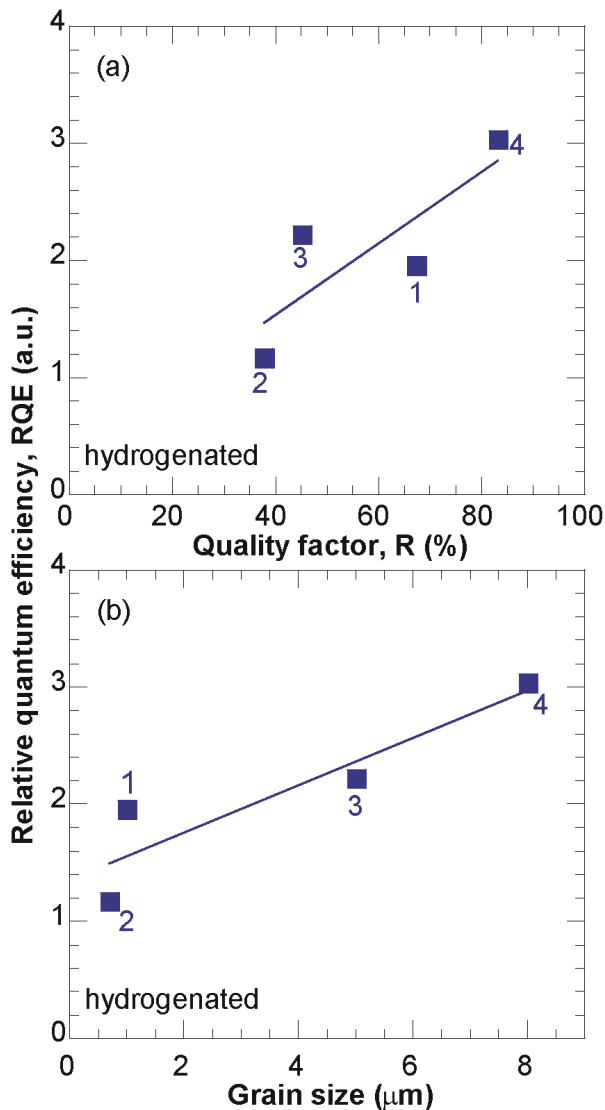 Relative quantum efficiency, RQE (a.u.)
(a)
4
3
2
1
0
4
3
1
2
hydrogenated
0 20 40 60 80 100
Quality factor, R (%)
(b)
4
3
2
1
0
4
1
3
2
hydrogenated
0 2 4 6 8
Grain size (μm)